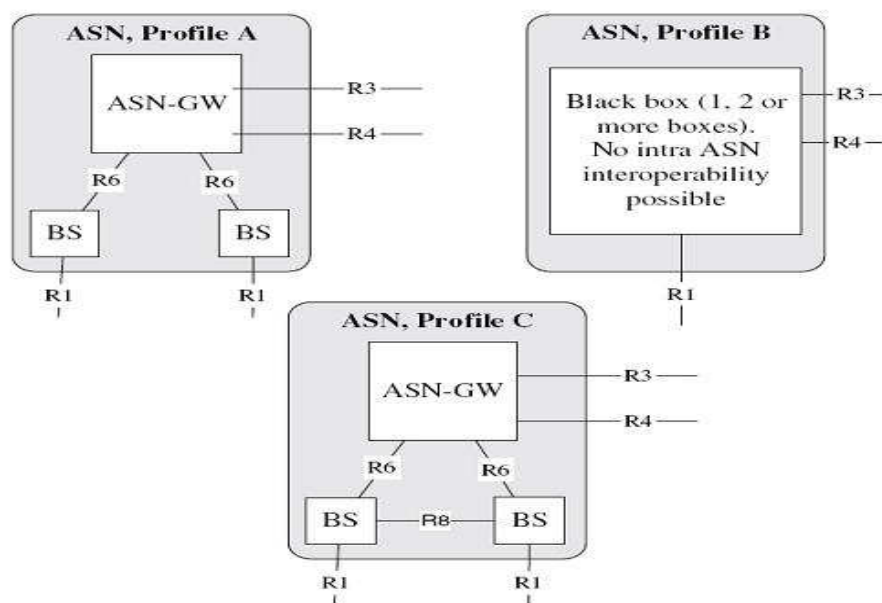 ASN, Profile A
ASN-GW
R3
R4
R6
R6
BS
BS
R1
R1
ASN, Profile B
Black box (1, 2 or
more boxes).
No intra ASN
interoperability
possible
R3
R4
R1
ASN, Profile C
ASN-GW
R3
R4
R6
R6
BS
R8
BS
R1
R1